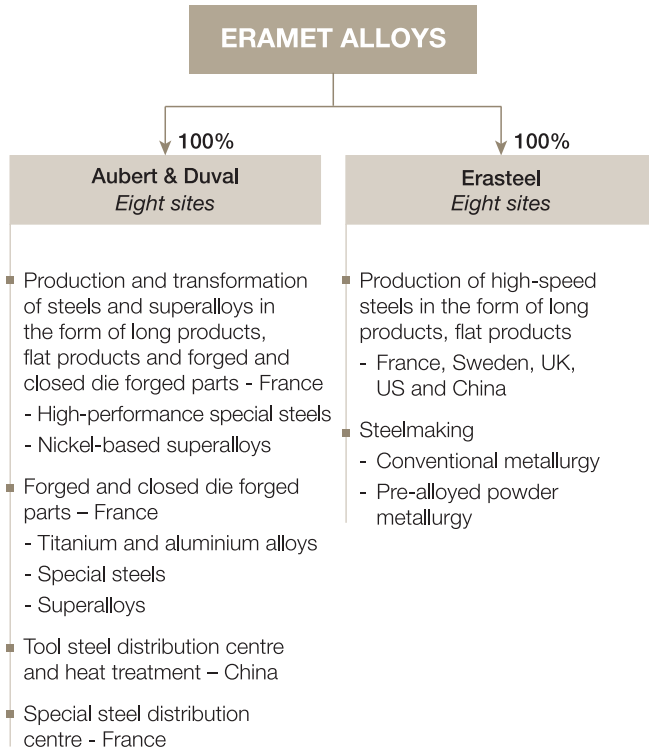 ERAMET ALLOYS
100%
Aubert & Duval
Eight sites
Production and transformation
of steels and superalloys in
the form of long products,
flat products and forged and
closed die forged parts - France
- High-performance special steels
- Nickel-based superalloys
Forged and closed die forged
parts – France
- Titanium and aluminium alloys
- Special steels
- Superalloys
Tool steel distribution centre
and heat treatment – China
Special steel distribution
centre - France
100%
Erasteel
Eight sites
Production of high-speed
steels in the form of long
products, flat products
- France, Sweden, UK,
US and China
Steelmaking
- Conventional metallurgy
- Pre-alloyed powder
metallurgy